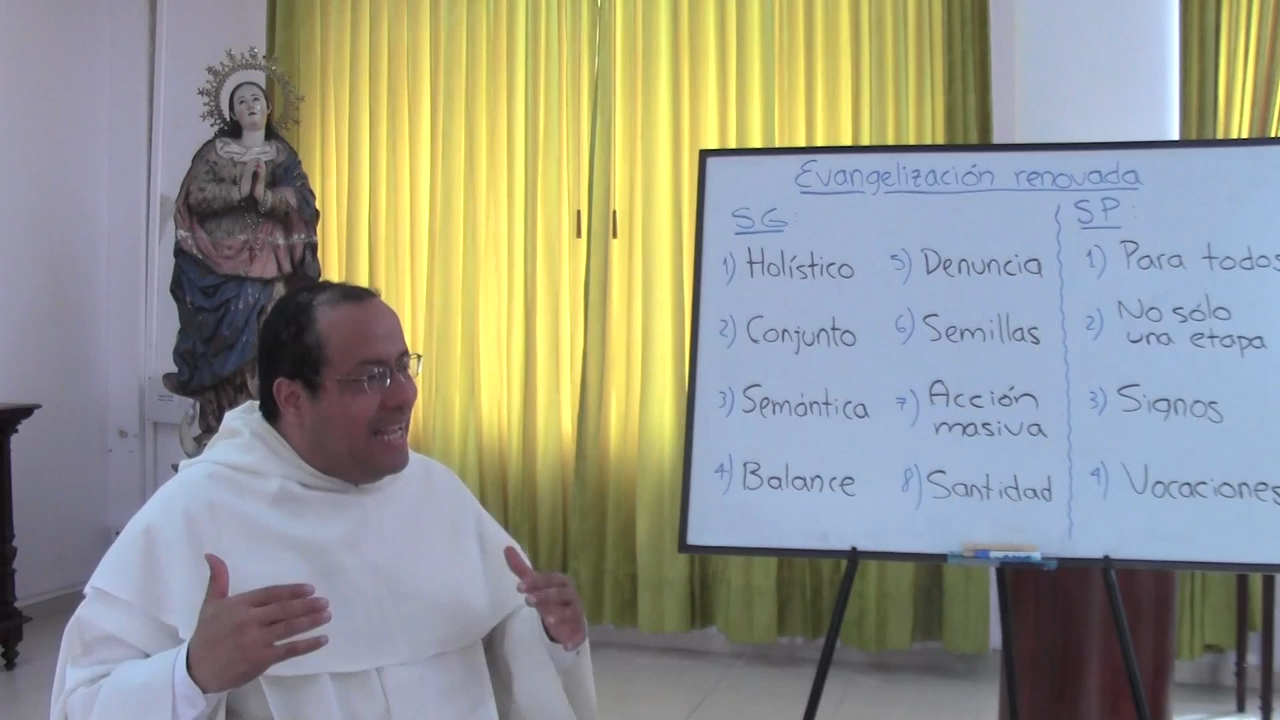 Evangelización renovada
SG:
1) Holístico
2) Conjunto
3) Semántica
4) Balance
5) Denuncia
6) Semillas
7) Acción
masiva
8) Santidad
SP:
1) Para todos
2) No sólo
una etapa
3) Signos
4) Vocaciones